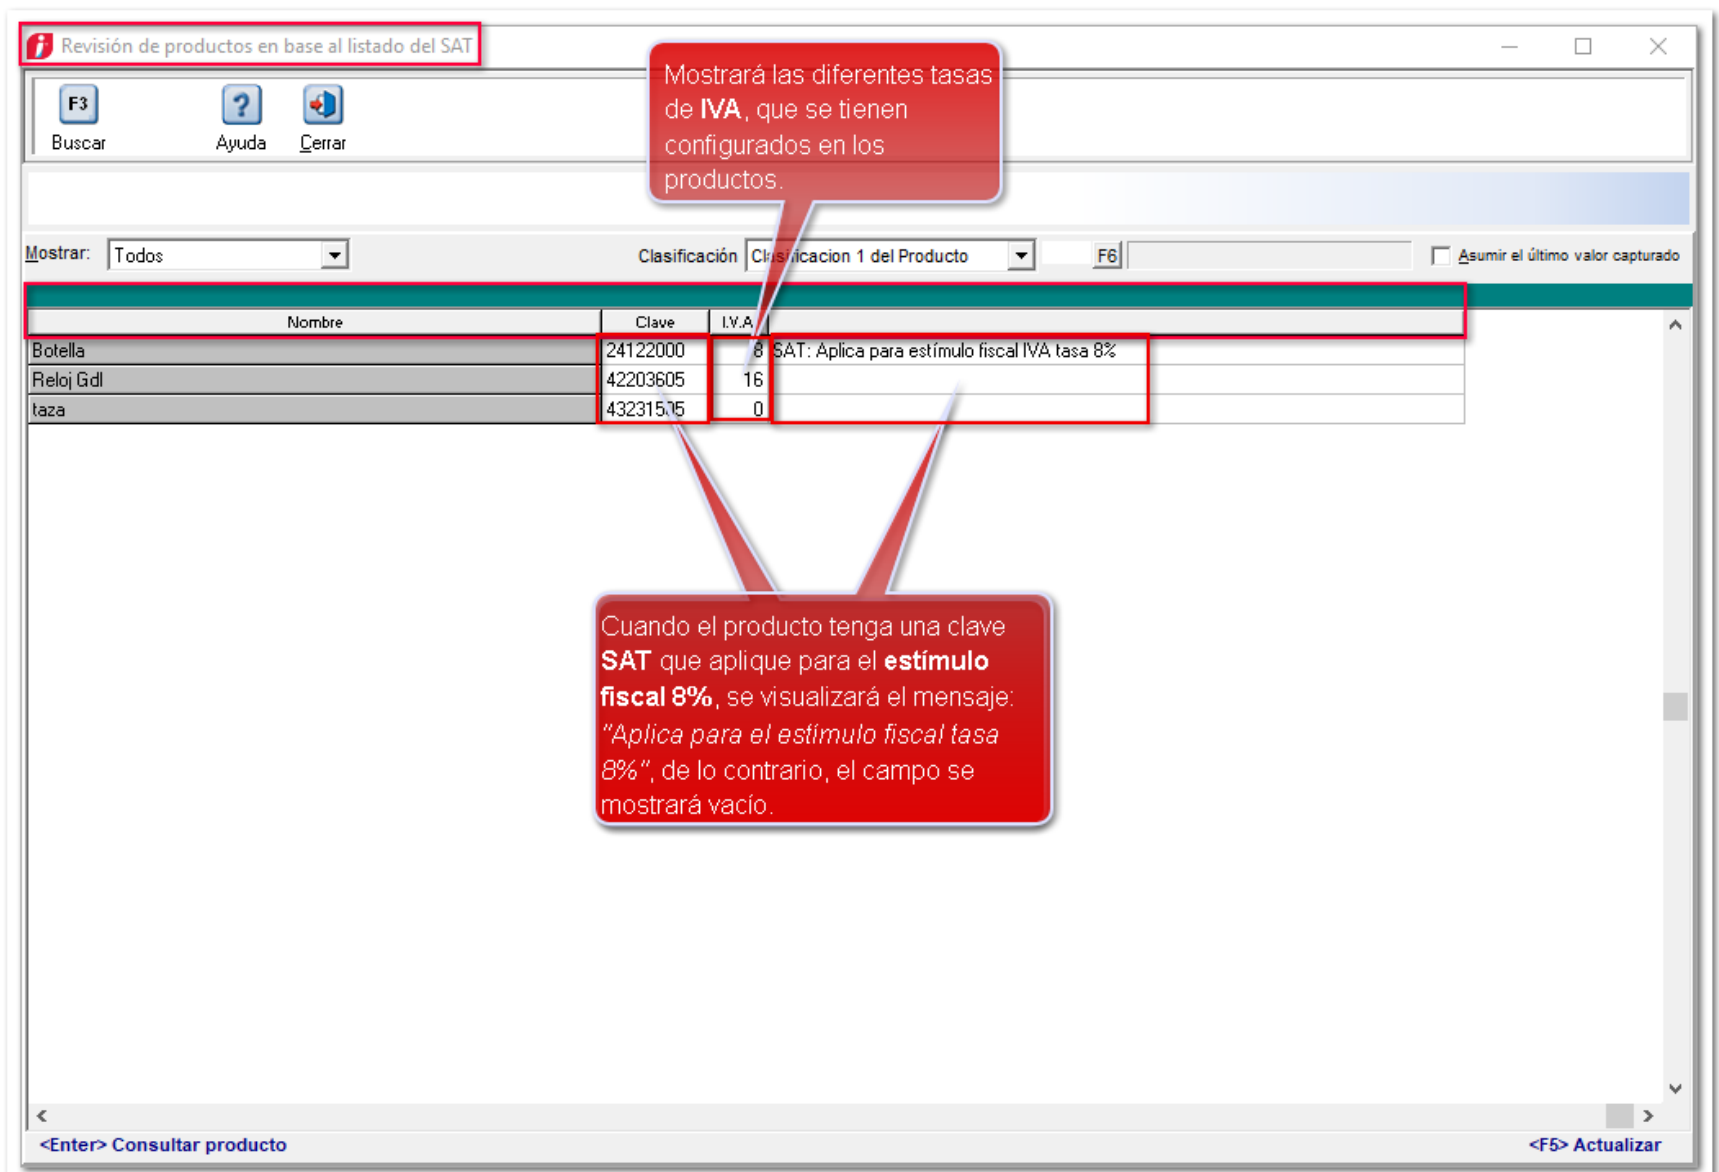 Revisión de productos en base al listado del SAT
F3
Buscar
Ayuda
Cerrar
Mostrará las diferentes tasas
de IVA, que se tienen
configurados en los
productos.
Mostrar: Todos
Clasificación Clasificacion 1 del Producto F6
Asumir el último valor capturado
Nombre Clave I.V.A
Botella 24122000 8 SAT: Aplica para estímulo fiscal IVA tasa 8%
Reloj Gdl 42203605 16
taza 43231505 0
Cuando el producto tenga una clave
SAT que aplique para el estímulo
fiscal 8%, se visualizará el mensaje:
"Aplica para el estímulo fiscal tasa
8%", de lo contrario, el campo se
mostrará vacío.
<Enter> Consultar producto
<F5> Actualizar